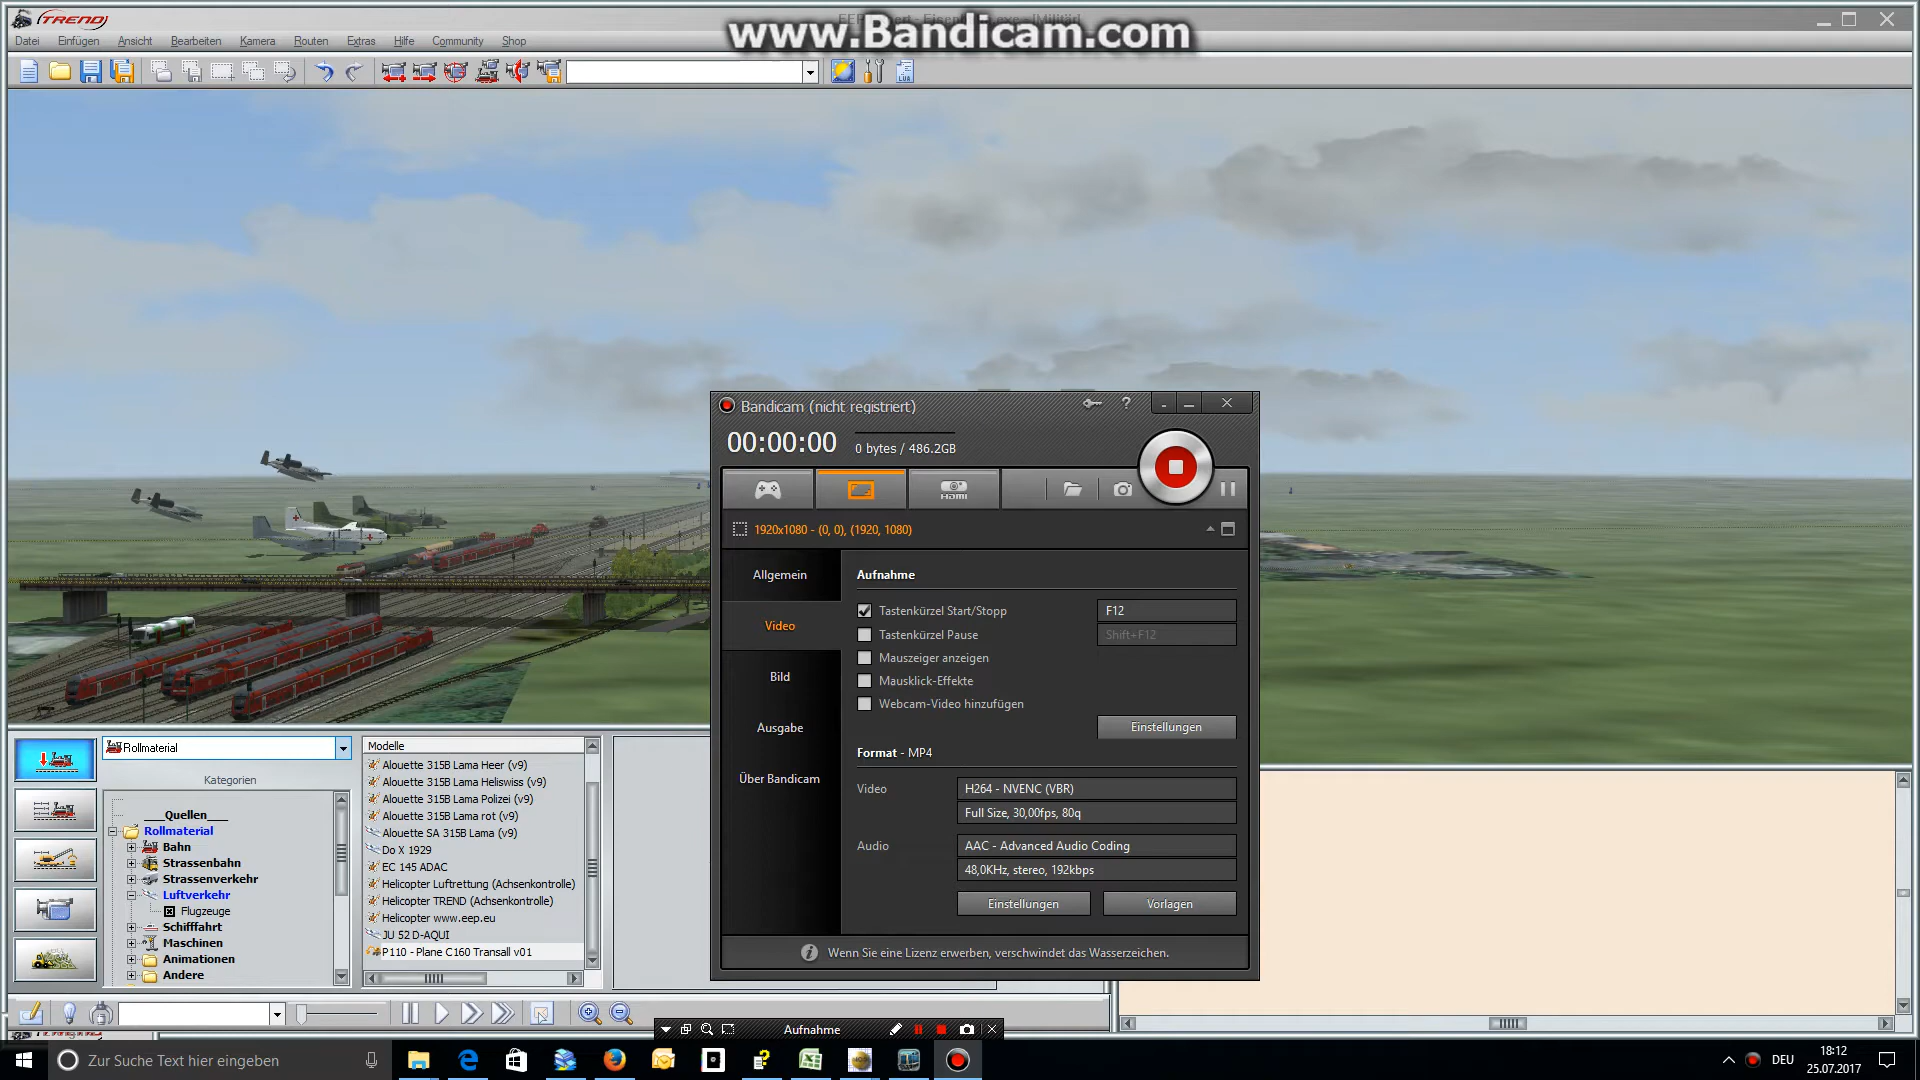 TREND
www.Bandicam.com
Datei Einfügen Ansicht Bearbeiten Kamera Routen Extras Hilfe Community Shop
LUA
Bandicam (nicht registriert)
?
00:00:00
0 bytes / 486.2GB
HDMI
1920x1080 - (0, 0), (1920, 1080)
Allgemein
Video
Bild
Ausgabe
Über Bandicam
Aufnahme
Tastenkürzel Start/Stopp F12
Tastenkürzel Pause Shift+F12
Mauszeiger anzeigen
Mausklick-Effekte
Webcam-Video hinzufügen
Einstellungen
Format - MP4
Video H264 - NVENC (VBR)
Full Size, 30,00fps, 80q
Audio AAC - Advanced Audio Coding
48,0KHz, stereo, 192kbps
Einstellungen Vorlagen
Wenn Sie eine Lizenz erwerben, verschwindet das Wasserzeichen.
Rollmaterial
Kategorien
___Quellen___
Rollmaterial
Bahn
Strassenbahn
Strassenverkehr
Luftverkehr
Flugzeuge
Schifffahrt
Maschinen
Animationen
Andere
Modelle
Alouette 315B Lama Heer (v9)
Alouette 315B Lama Heliswiss (v9)
Alouette 315B Lama Polizei (v9)
Alouette 315B Lama rot (v9)
Alouette SA 315B Lama (v9)
Do X 1929
EC 145 ADAC
Helicopter Luftrettung (Achsenkontrolle)
Helicopter TREND (Achsenkontrolle)
Helicopter www.eep.eu
JU 52 D-AQUI
P110 - Plane C160 Transall v01
Aufnahme
Zur Suche Text hier eingeben
DEU
18:12
25.07.2017